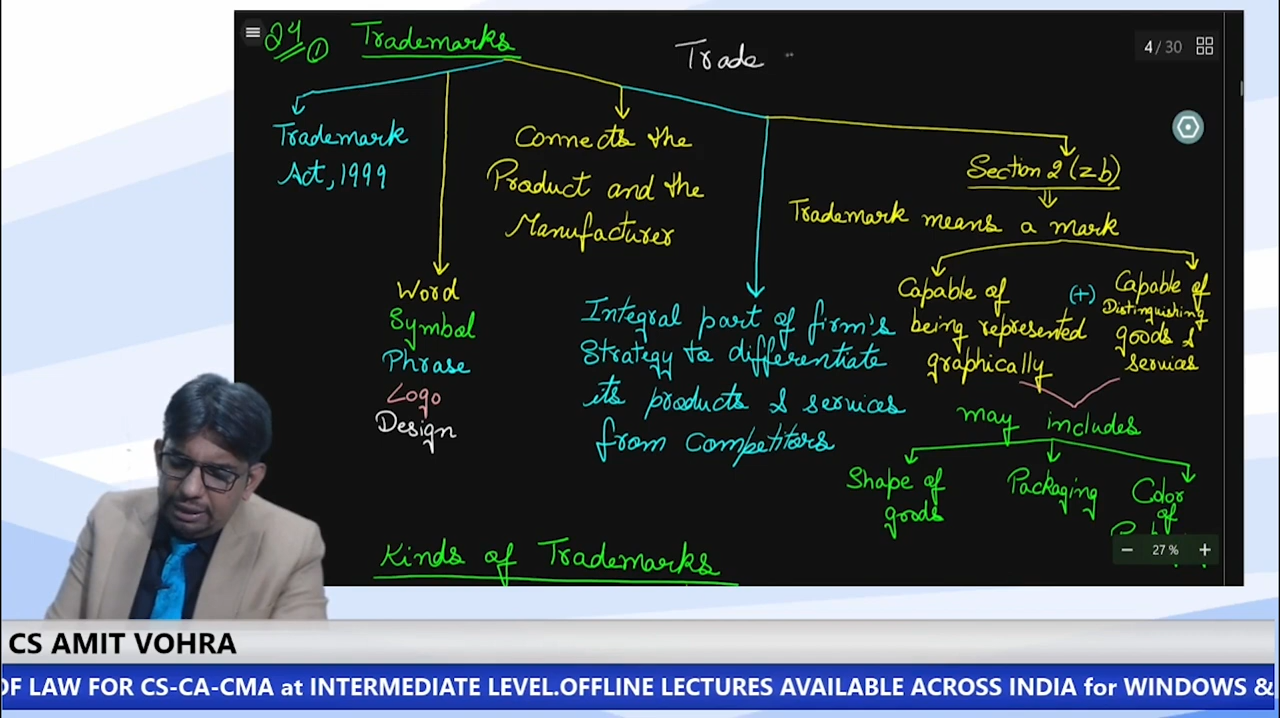 24 ① Trademarks
Trade
4 / 30
Trademark
Act, 1999
Connects the
Product and the
Manufacturer
Section 2 (zb)
Trademark means a mark
Word
Symbol
Phrase
Logo
Design
Integral part of firm's
Strategy to differentiate
its products & services
from competitors
Capable of
being represented
graphically
(+)
Capable of
Distinguishing
goods &
services
may includes
Shape of
goods
Packaging
Color
of
Kinds of Trademarks
− 27 % +
CS AMIT VOHRA
OF LAW FOR CS-CA-CMA at INTERMEDIATE LEVEL.OFFLINE LECTURES AVAILABLE ACROSS INDIA for WINDOWS &